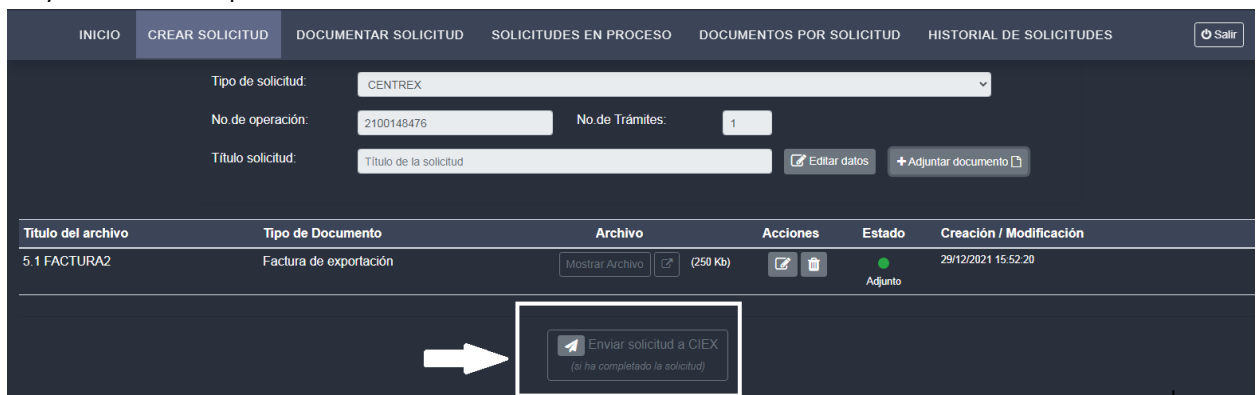 INICIO CREAR SOLICITUD DOCUMENTAR SOLICITUD SOLICITUDES EN PROCESO DOCUMENTOS POR SOLICITUD HISTORIAL DE SOLICITUDES Salir
Tipo de solicitud: CENTREX
No.de operación: 2100148476 No.de Trámites: 1
Título solicitud: Título de la solicitud Editar datos + Adjuntar documento
Título del archivo Tipo de Documento Archivo Acciones Estado Creación / Modificación
5.1 FACTURA2 Factura de exportación Mostrar Archivo (250 Kb) 29/12/2021 15:52:20
Adjunto
Enviar solicitud a CIEX
(si ha completado la solicitud)